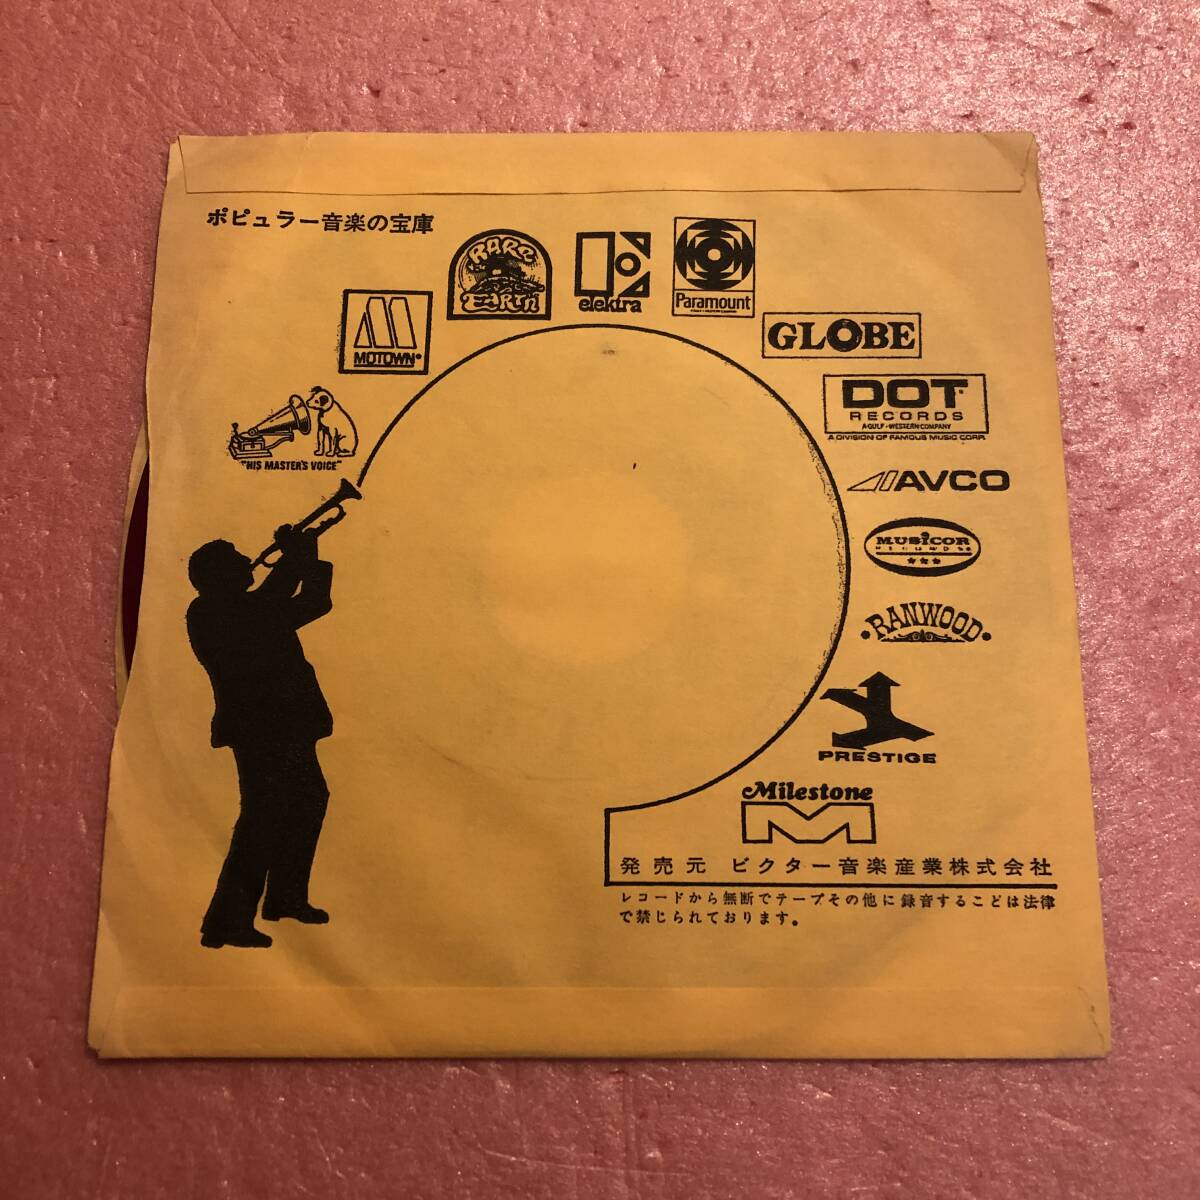 ポピュラー音楽の宝庫
RARE
EARTH
elektra
Paramount
MOTOWN
GLOBE
DOT
RECORDS
A GULF+WESTERN COMPANY
A DIVISION OF FAMOUS MUSIC CORP.
"HIS MASTER'S VOICE"
AVCO
MUSICOR
RECORDS
RANWOOD
PRESTIGE
Milestone
発売元 ビクター音楽産業株式会社
レコードから無断でテープその他に録音することは法律
で禁じられております。